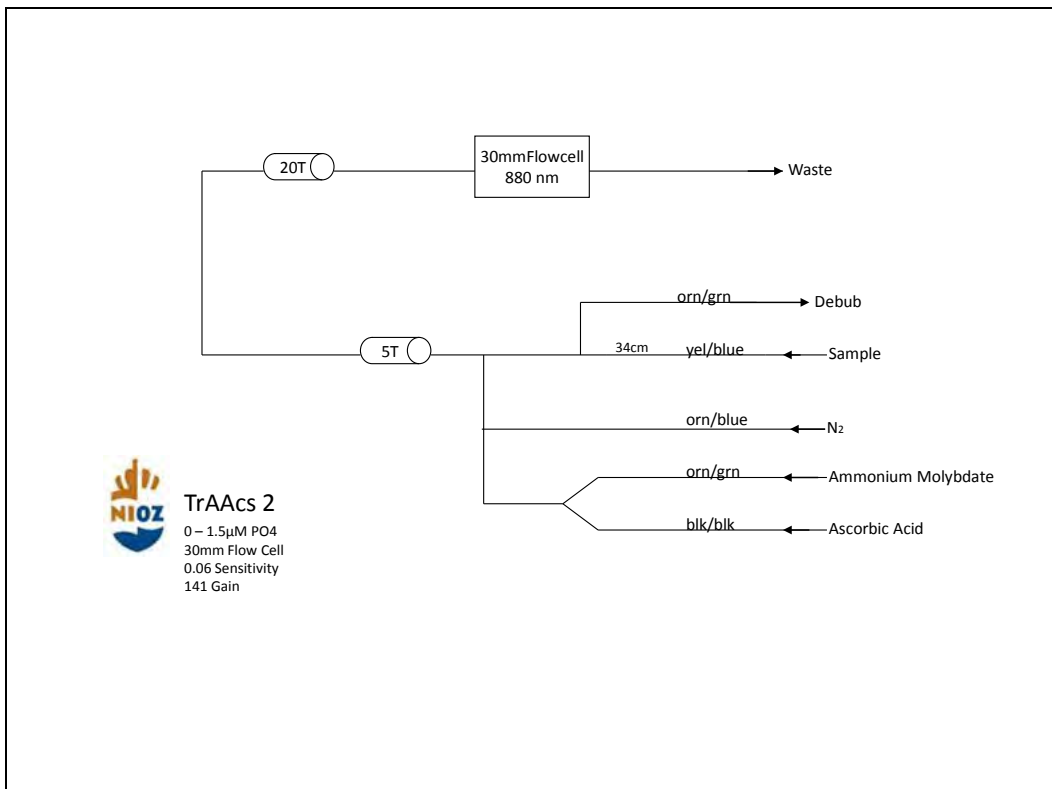 20T
30mmFlowcell
880 nm
Waste
orn/grn
Debub
5T
34cm
yel/blue
Sample
orn/blue
N₂
orn/grn
Ammonium Molybdate
blk/blk
Ascorbic Acid
NIOZ
TrAAcs 2
0 – 1.5µM PO4
30mm Flow Cell
0.06 Sensitivity
141 Gain